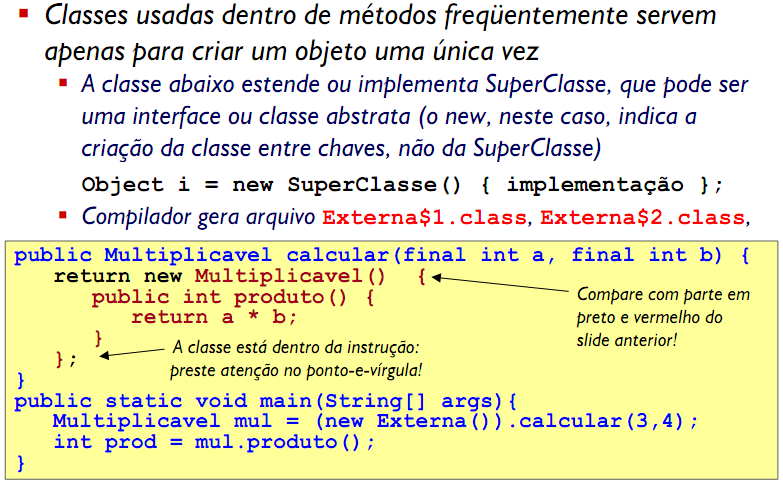 Classes usadas dentro de métodos freqüentemente servem
apenas para criar um objeto uma única vez
A classe abaixo estende ou implementa SuperClasse, que pode ser
uma interface ou classe abstrata (o new, neste caso, indica a
criação da classe entre chaves, não da SuperClasse)
Object i = new SuperClasse() { implementação };
Compilador gera arquivo Externa$1.class, Externa$2.class,
public Multiplicavel calcular(final int a, final int b) {
return new Multiplicavel() {
public int produto() {
return a * b;
}
};
}
Compare com parte em
preto e vermelho do
slide anterior!
A classe está dentro da instrução:
preste atenção no ponto-e-vírgula!
public static void main(String[] args){
Multiplicavel mul = (new Externa()).calcular(3,4);
int prod = mul.produto();
}